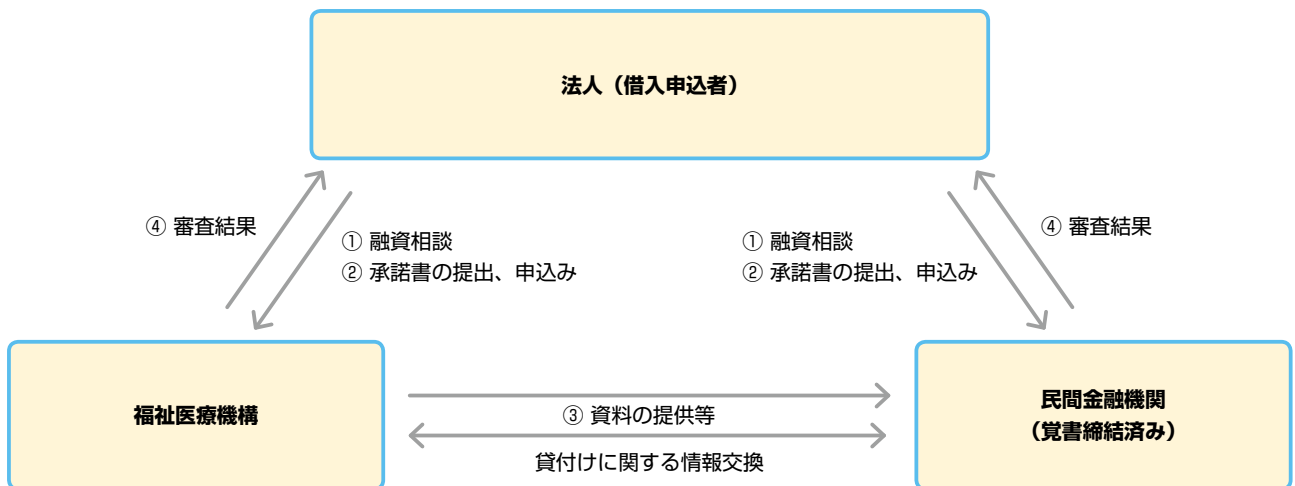 法人（借入申込者）
④ 審査結果
① 融資相談
② 承諾書の提出、申込み
① 融資相談
② 承諾書の提出、申込み
④ 審査結果
福祉医療機構
③ 資料の提供等
貸付けに関する情報交換
民間金融機関
（覚書締結済み）